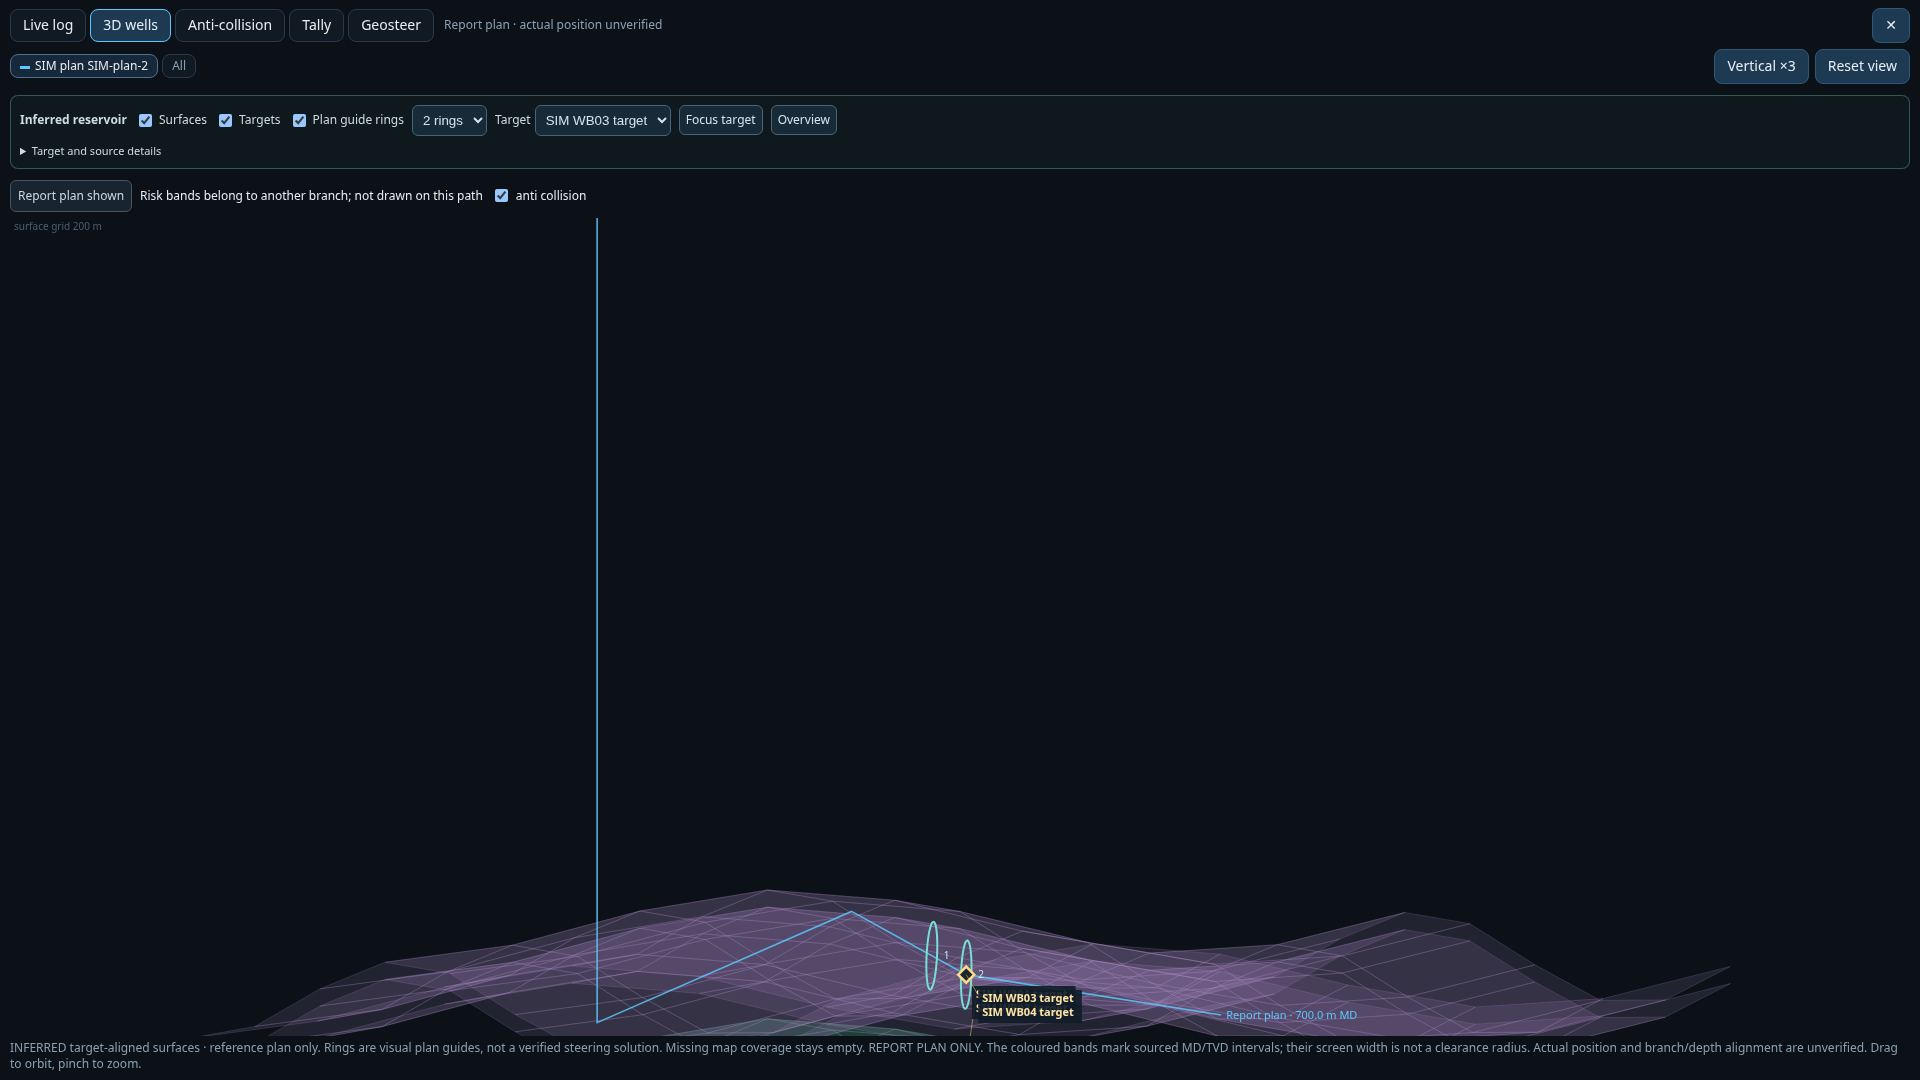 Live log
3D wells
Anti-collision
Tally
Geosteer
Report plan · actual position unverified
×
SIM plan SIM-plan-2
All
Vertical ×3
Reset view
Inferred reservoir
Surfaces
Targets
Plan guide rings
2 rings
Target
SIM WB03 target
Focus target
Overview
Target and source details
Report plan shown
Risk bands belong to another branch; not drawn on this path
anti collision
surface grid 200 m
1
2
SIM WB03 target
SIM WB04 target
Report plan · 700.0 m MD
INFERRED target-aligned surfaces · reference plan only. Rings are visual plan guides, not a verified steering solution. Missing map coverage stays empty. REPORT PLAN ONLY. The coloured bands mark sourced MD/TVD intervals; their screen width is not a clearance radius. Actual position and branch/depth alignment are unverified. Drag
to orbit, pinch to zoom.